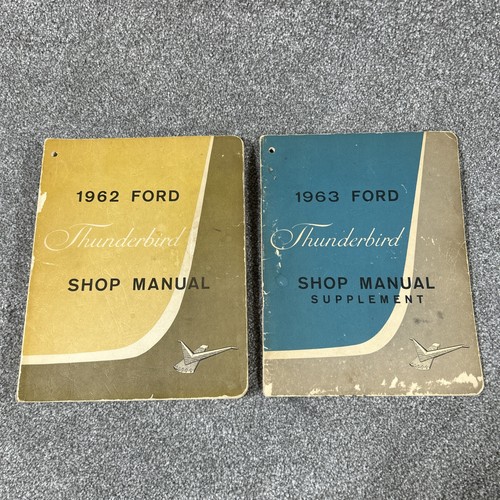 1962 FORD
Thunderbird
SHOP MANUAL
1963 FORD
Thunderbird
SHOP MANUAL
SUPPLEMENT